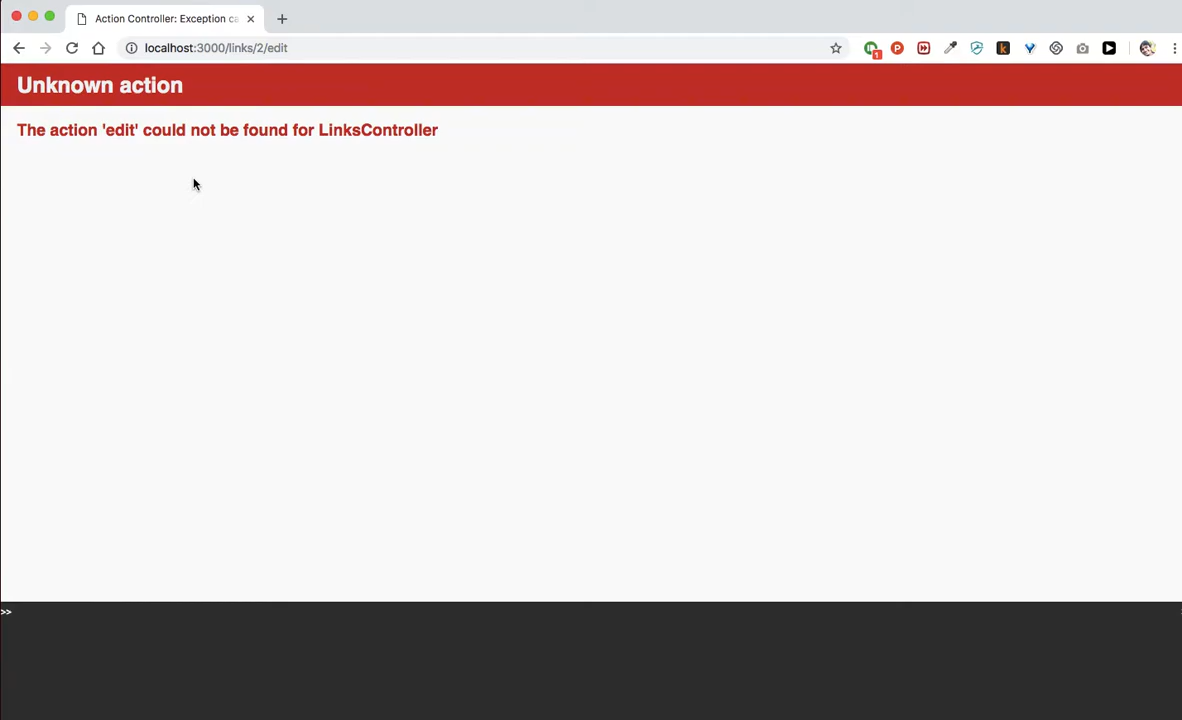 Action Controller: Exception ca
localhost:3000/links/2/edit
1
Unknown action
The action 'edit' could not be found for LinksController
>>